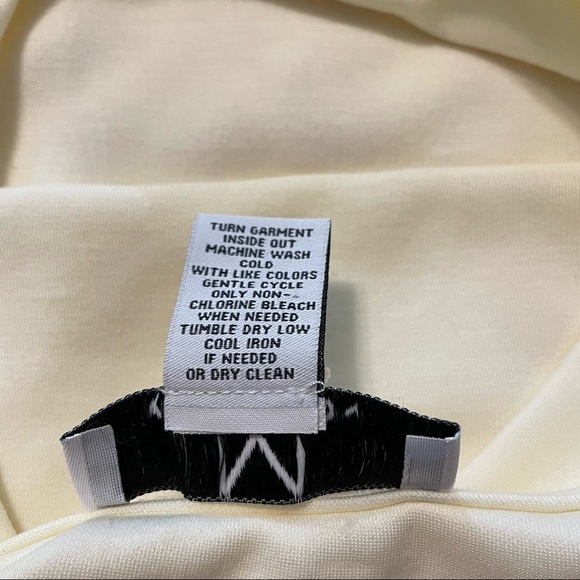 TURN GARMENT
INSIDE OUT
MACHINE WASH
COLD
WITH LIKE COLORS
GENTLE CYCLE
ONLY NON-
CHLORINE BLEACH
WHEN NEEDED
TUMBLE DRY LOW
COOL IRON
IF NEEDED
OR DRY CLEAN